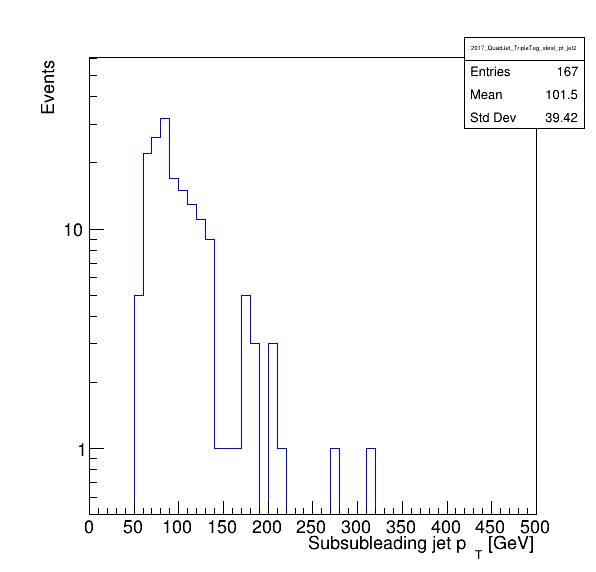 2017_QuadJet_TripleTag_ideal_pt_jet2
Entries 167
Mean 101.5
Std Dev 39.42
Events
10
1
0 50 100 150 200 250 300 350 400 450 500
Subsubleading jet p T [GeV]